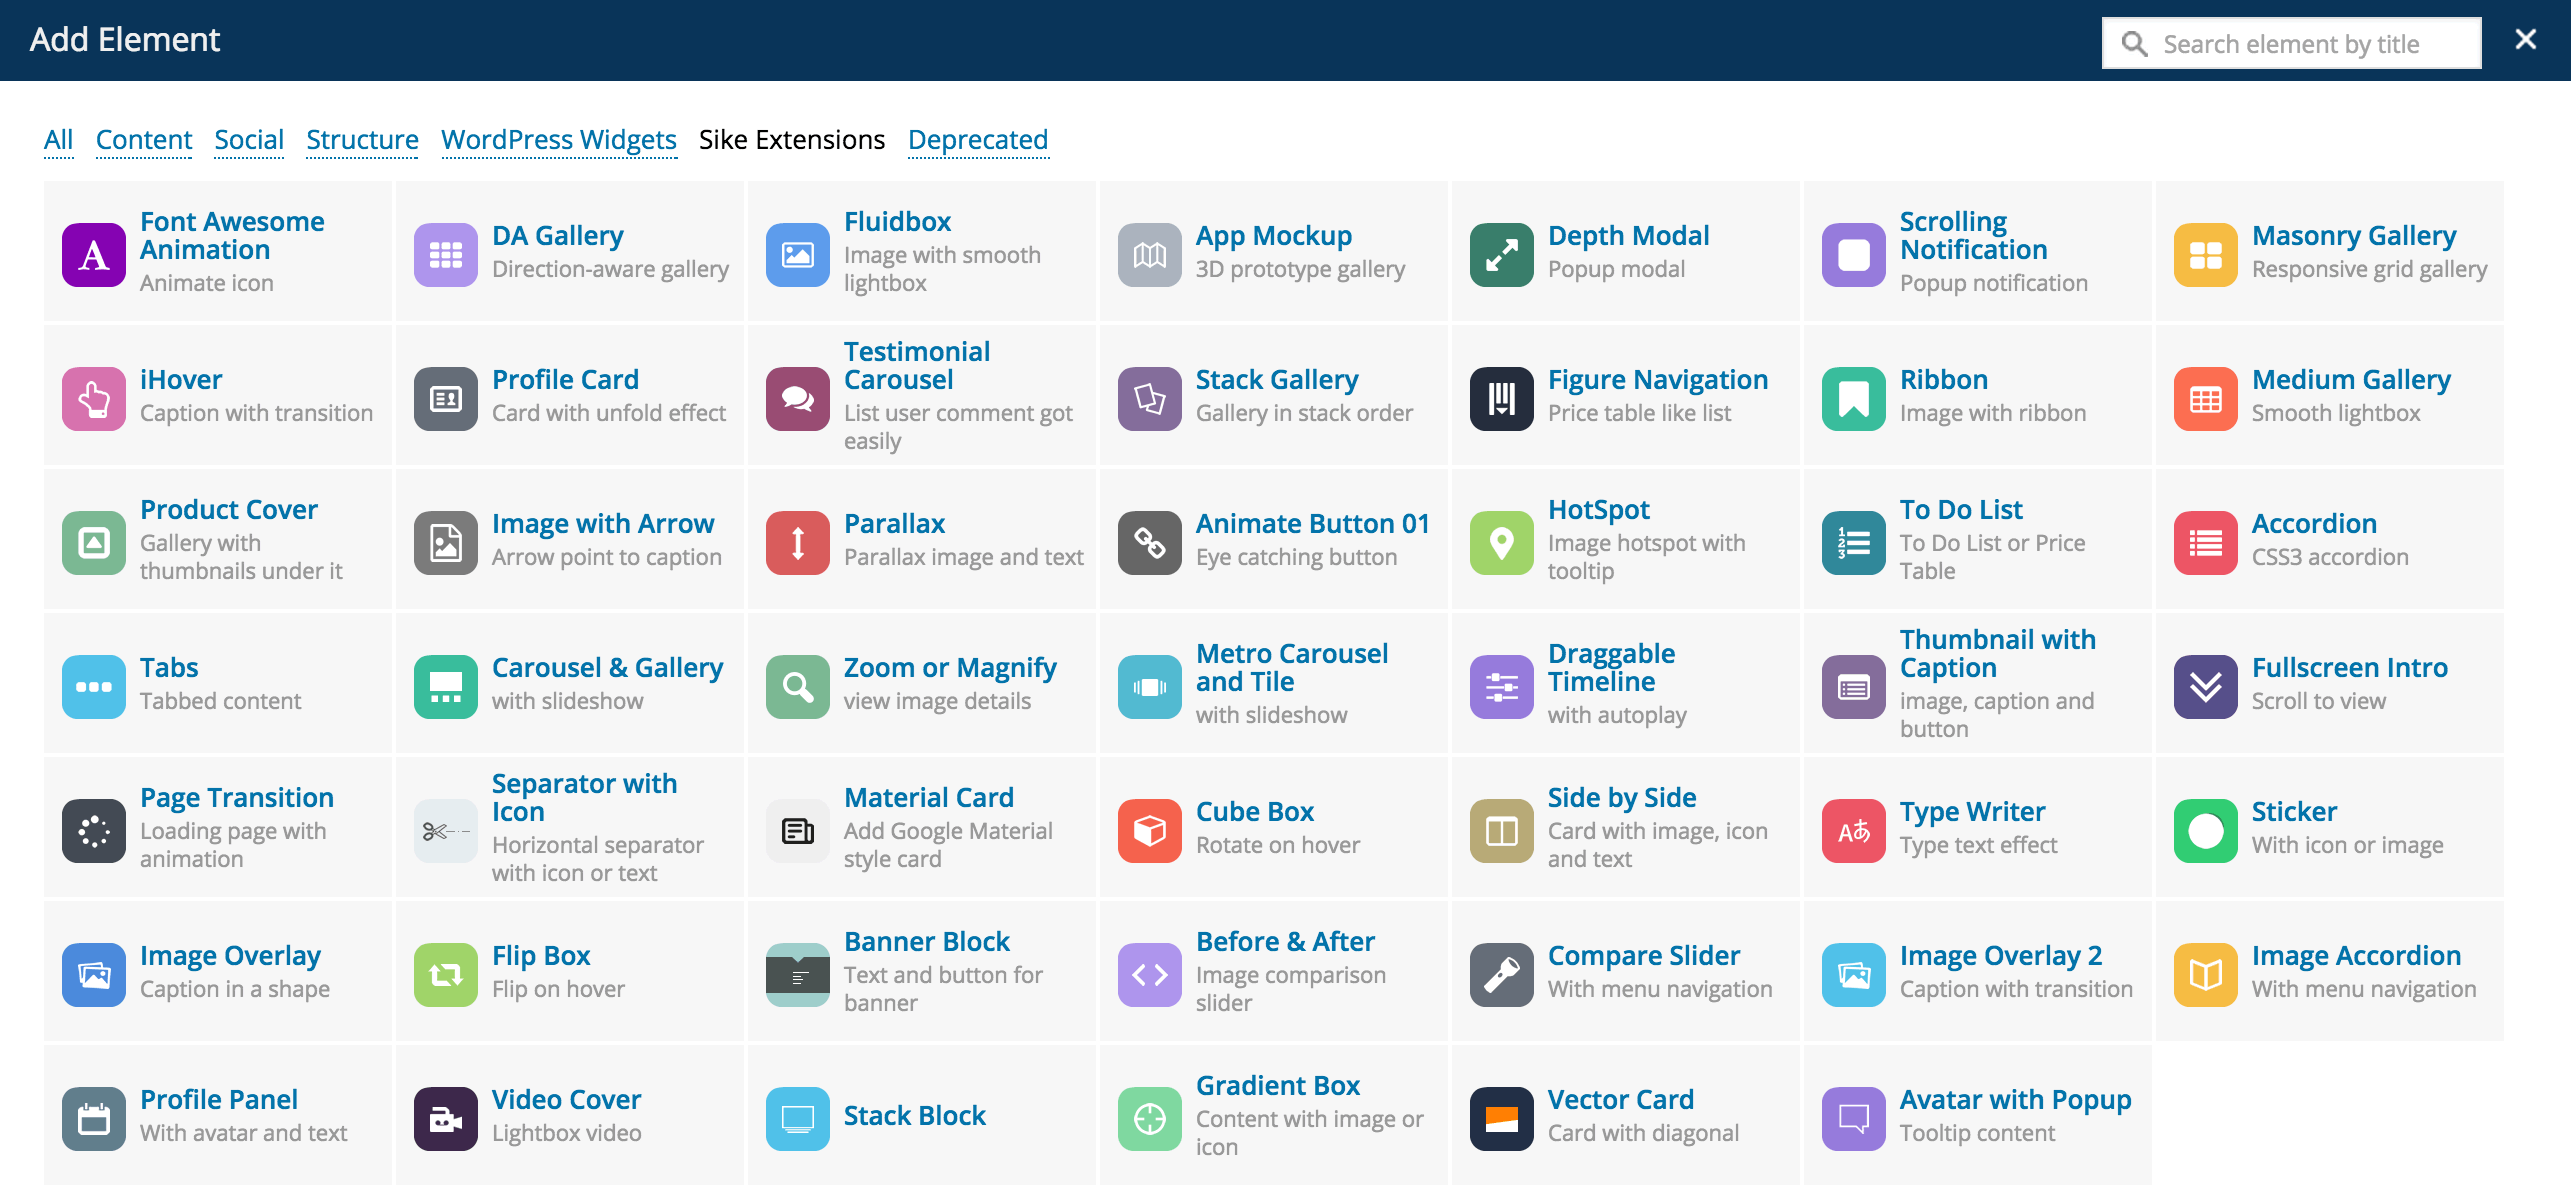 Add Element
Search element by title
All Content Social Structure WordPress Widgets Sike Extensions Deprecated
Font Awesome
Animation
Animate icon
DA Gallery
Direction-aware gallery
Fluidbox
Image with smooth
lightbox
App Mockup
3D prototype gallery
Depth Modal
Popup modal
Scrolling
Notification
Popup notification
Masonry Gallery
Responsive grid gallery
iHover
Caption with transition
Profile Card
Card with unfold effect
Testimonial
Carousel
List user comment got
easily
Stack Gallery
Gallery in stack order
Figure Navigation
Price table like list
Ribbon
Image with ribbon
Medium Gallery
Smooth lightbox
Product Cover
Gallery with
thumbnails under it
Image with Arrow
Arrow point to caption
Parallax
Parallax image and text
Animate Button 01
Eye catching button
HotSpot
Image hotspot with
tooltip
To Do List
To Do List or Price
Table
Accordion
CSS3 accordion
Tabs
Tabbed content
Carousel & Gallery
with slideshow
Zoom or Magnify
view image details
Metro Carousel
and Tile
with slideshow
Draggable
Timeline
with autoplay
Thumbnail with
Caption
image, caption and
button
Fullscreen Intro
Scroll to view
Page Transition
Loading page with
animation
Separator with
Icon
Horizontal separator
with icon or text
Material Card
Add Google Material
style card
Cube Box
Rotate on hover
Side by Side
Card with image, icon
and text
Type Writer
Type text effect
Sticker
With icon or image
Image Overlay
Caption in a shape
Flip Box
Flip on hover
Banner Block
Text and button for
banner
Before & After
Image comparison
slider
Compare Slider
With menu navigation
Image Overlay 2
Caption with transition
Image Accordion
With menu navigation
Profile Panel
With avatar and text
Video Cover
Lightbox video
Stack Block
Gradient Box
Content with image or
icon
Vector Card
Card with diagonal
Avatar with Popup
Tooltip content